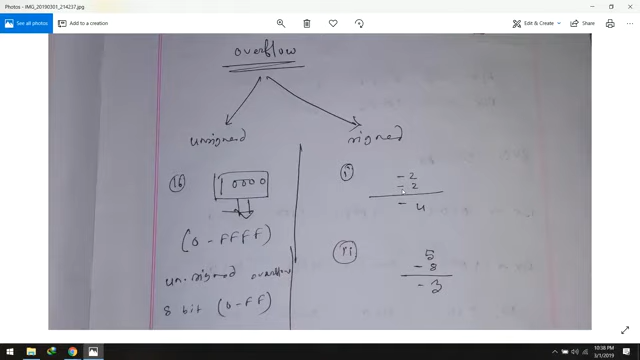 Photos - IMG_20190301_214237.jpg
See all photos
Add to a creation
Edit & Create
Share
overflow
unsigned
signed
16
10000
(0 - FFFF)
un-signed overflow
8 bit (0-FF)
i)
-2
-2
- 4
ii
5
- 8
- 3
10:38 PM
3/1/2019